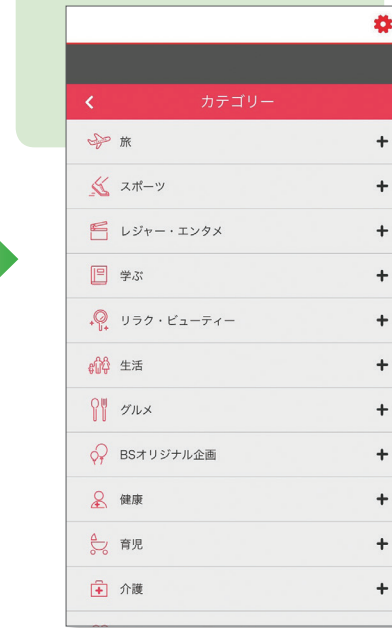 カテゴリー
旅
スポーツ
レジャー・エンタメ
学ぶ
リラク・ビューティー
生活
グルメ
BSオリジナル企画
健康
育児
介護